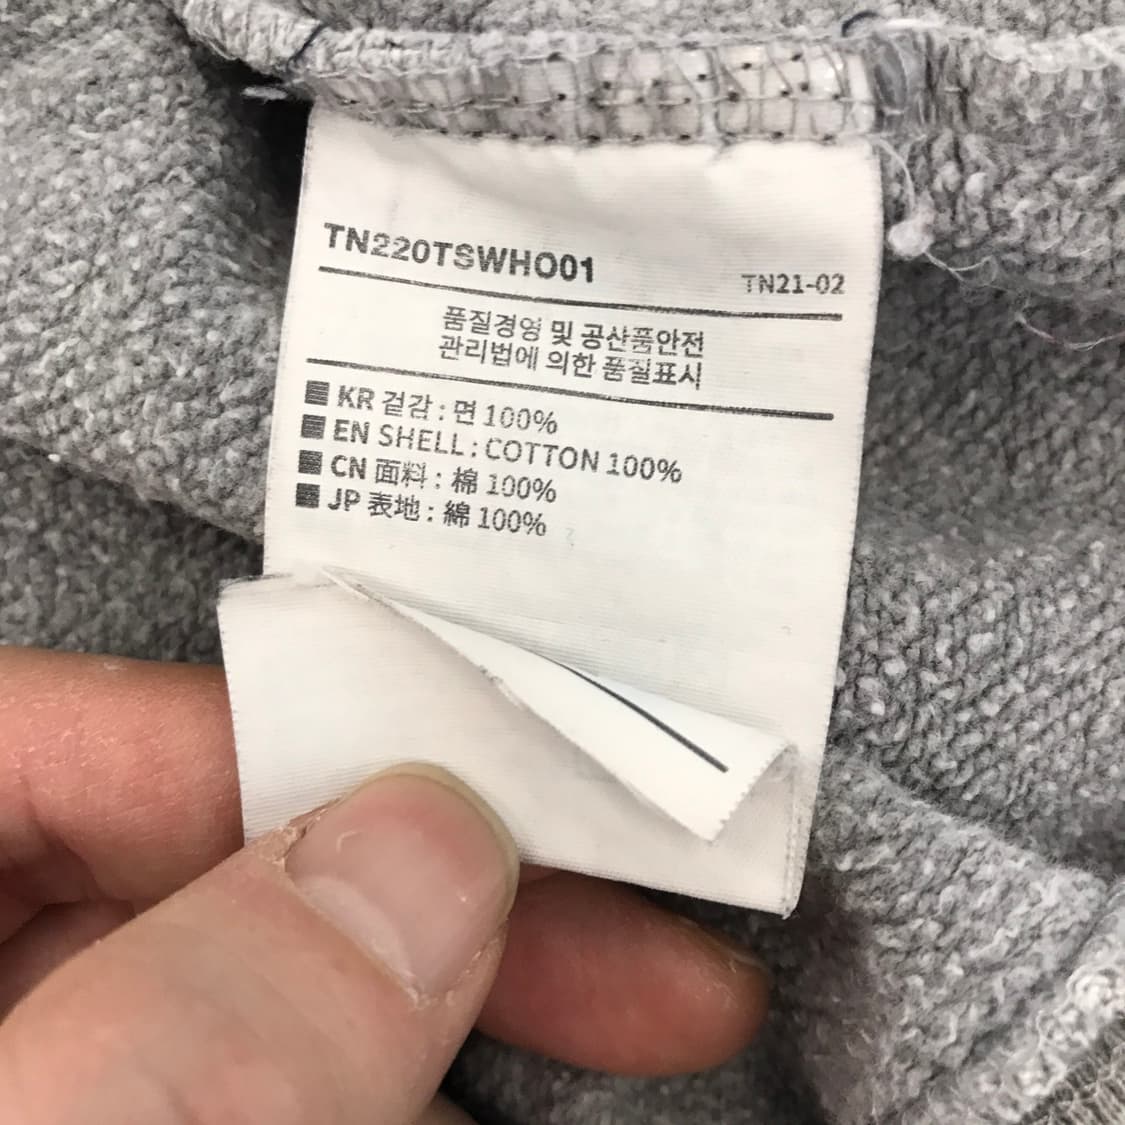 TN220TSWHO01
TN21-02
품질경영 및 공산품안전
관리법에 의한 품질표시
KR 겉감 : 면 100%
EN SHELL : COTTON 100%
CN 面料 : 棉 100%
JP 表地 : 綿 100%